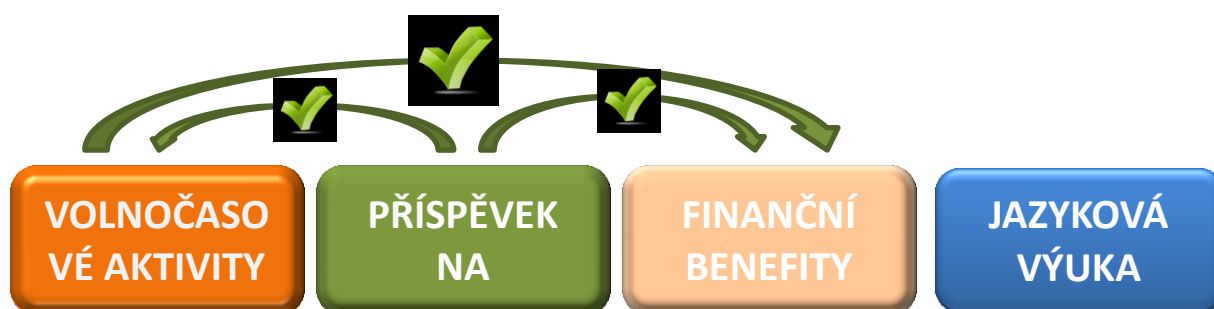 VOLNOČASO
VÉ AKTIVITY
PŘÍSPĚVEK
NA
FINANČNÍ
BENEFITY
JAZYKOVÁ
VÝUKA